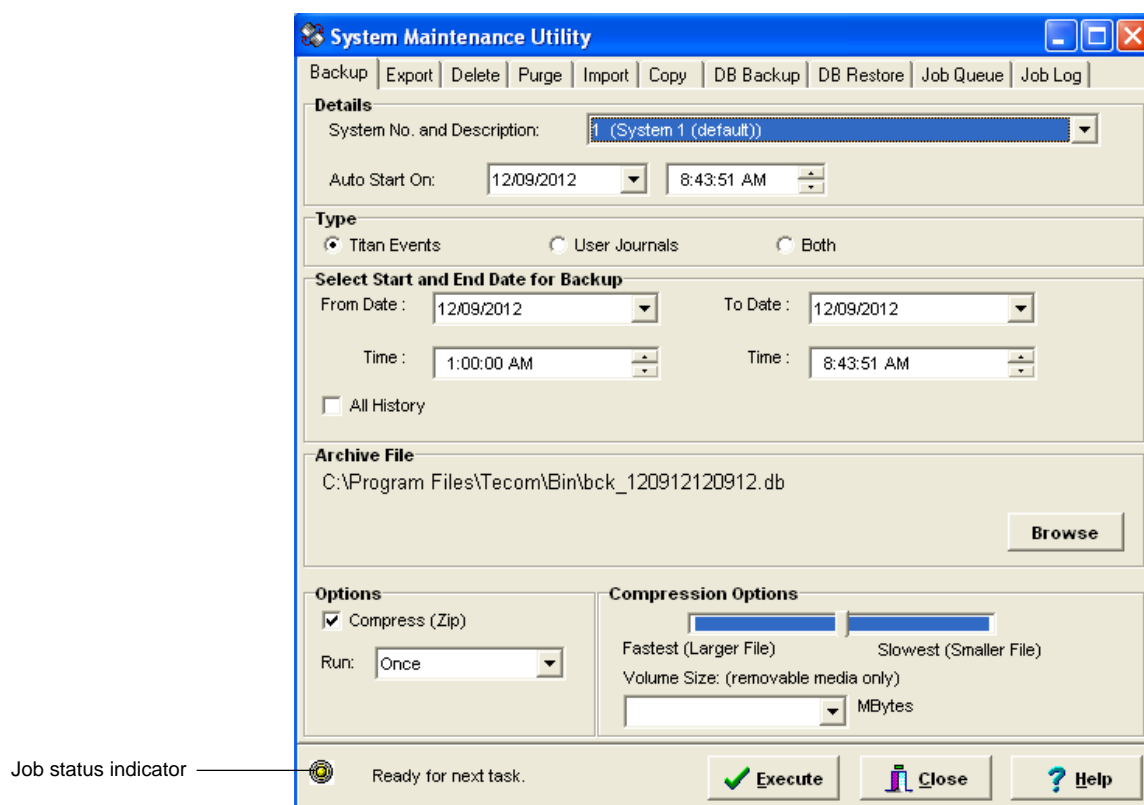 System Maintenance Utility
Backup Export Delete Purge Import Copy DB Backup DB Restore Job Queue Job Log
Details
System No. and Description: 1 (System 1 (default))
Auto Start On: 12/09/2012 8:43:51 AM
Type
Titan Events User Journals Both
Select Start and End Date for Backup
From Date : 12/09/2012 To Date : 12/09/2012
Time : 1:00:00 AM Time : 8:43:51 AM
All History
Archive File
C:\Program Files\Tecom\Bin\bck_120912120912.db
Browse
Options Compression Options
Compress (Zip)
Fastest (Larger File) Slowest (Smaller File)
Run: Once
Volume Size: (removable media only)
MBytes
Job status indicator Ready for next task. Execute Close Help